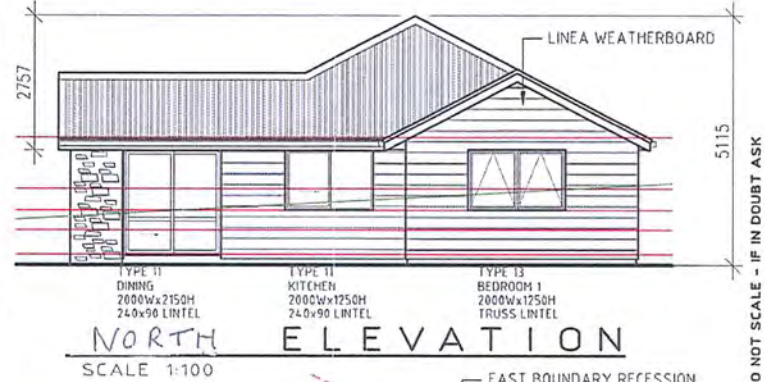 LINEA WEATHERBOARD
2757
5115
TYPE 11
DINING
2000Wx2150H
240x90 LINTEL
TYPE 11
KITCHEN
2000Wx1250H
240x90 LINTEL
TYPE 13
BEDROOM 1
2000Wx1250H
TRUSS LINTEL
NORTH ELEVATION
SCALE 1:100
EAST BOUNDARY RECESSION
O NOT SCALE - IF IN DOUBT ASK